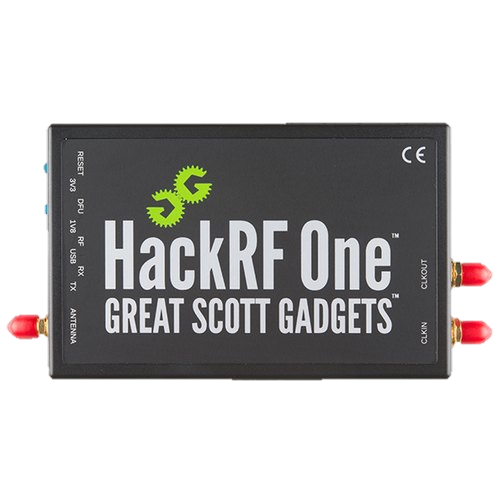 HackRF One™
GREAT SCOTT GADGETS™
CE
RESET
3V3
DFU
1V8
RF
USB
RX
TX
ANTENNA
CLKOUT
CLKIN